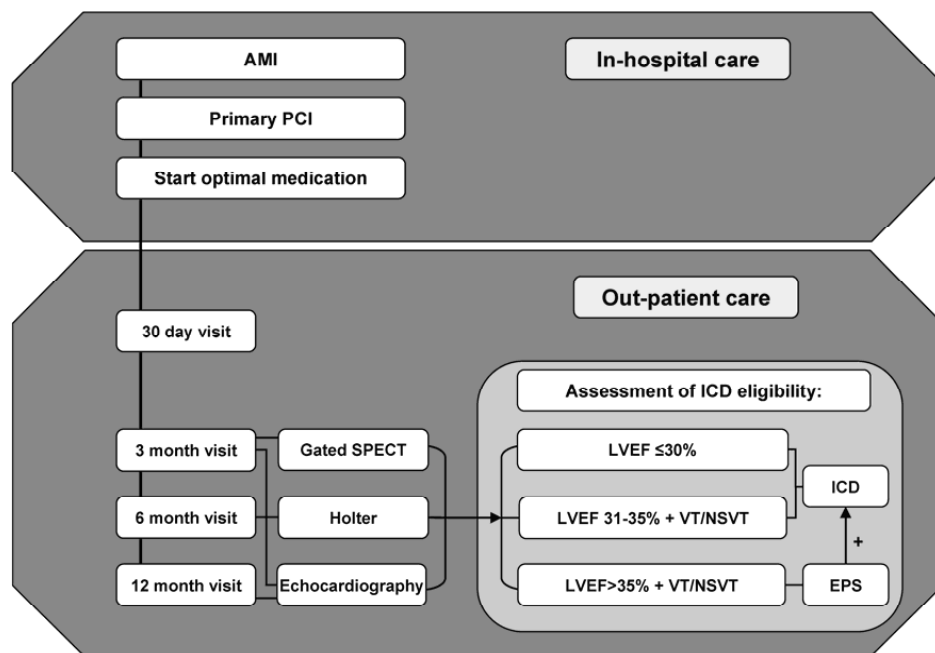 AMI
In-hospital care
Primary PCI
Start optimal medication
Out-patient care
30 day visit
Assessment of ICD eligibility:
3 month visit
Gated SPECT
LVEF ≤30%
ICD
6 month visit
Holter
LVEF 31-35% + VT/NSVT
+
12 month visit
Echocardiography
LVEF>35% + VT/NSVT
EPS